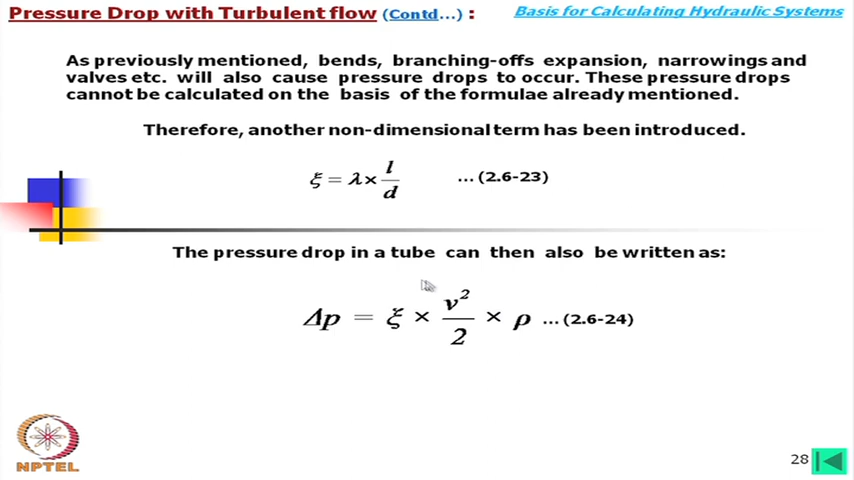 Pressure Drop with Turbulent flow (Contd…) :
Basis for Calculating Hydraulic Systems
As previously mentioned, bends, branching-offs expansion, narrowings and
valves etc. will also cause pressure drops to occur. These pressure drops
cannot be calculated on the basis of the formulae already mentioned.
Therefore, another non-dimensional term has been introduced.
ξ = λ × l/d … (2.6-23)
The pressure drop in a tube can then also be written as:
Δp = ξ × v²/2 × ρ … (2.6-24)
NPTEL
28